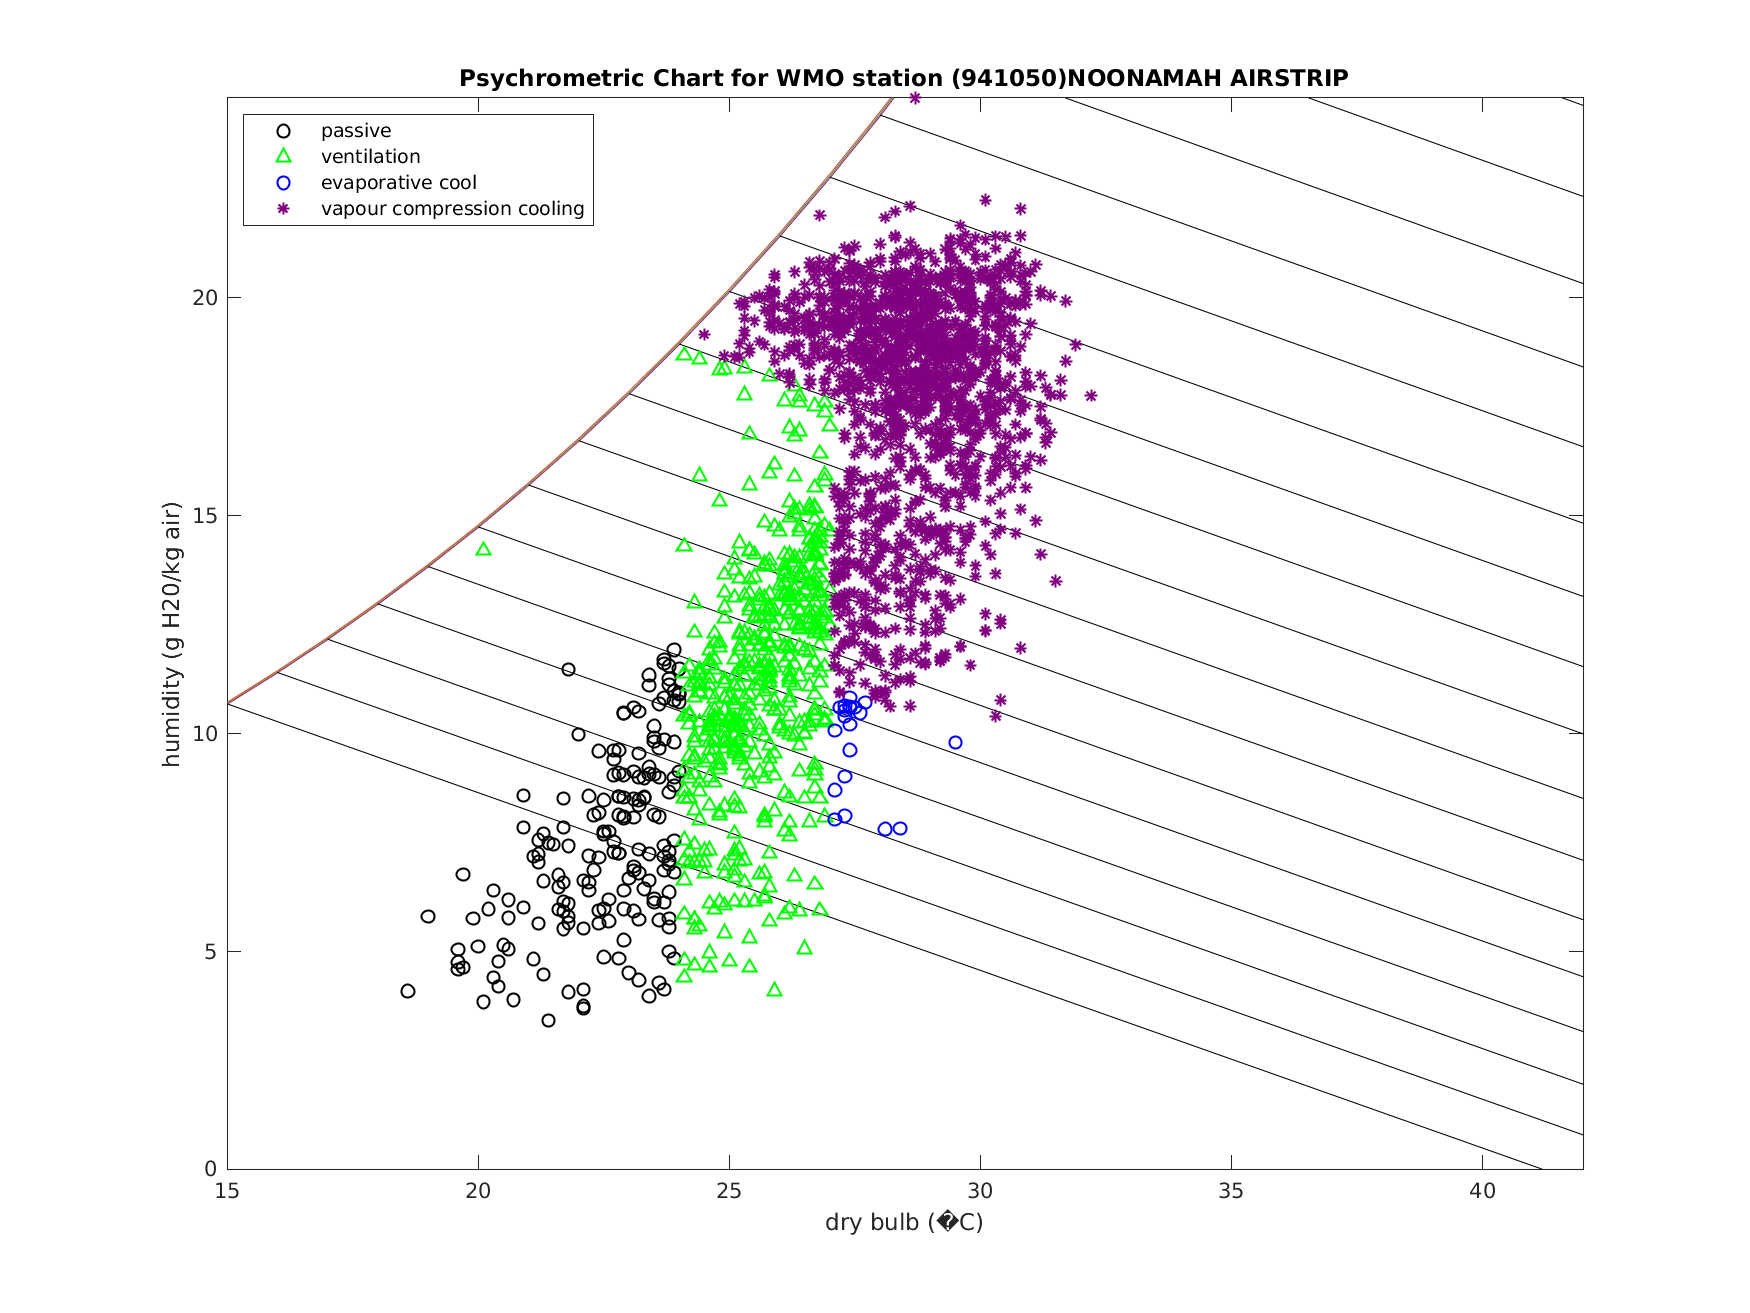 Psychrometric Chart for WMO station (941050)NOONAMAH AIRSTRIP
passive
ventilation
evaporative cool
vapour compression cooling
humidity (g H20/kg air)
20
15
10
5
0
15 20 25 30 35 40
dry bulb (�C)